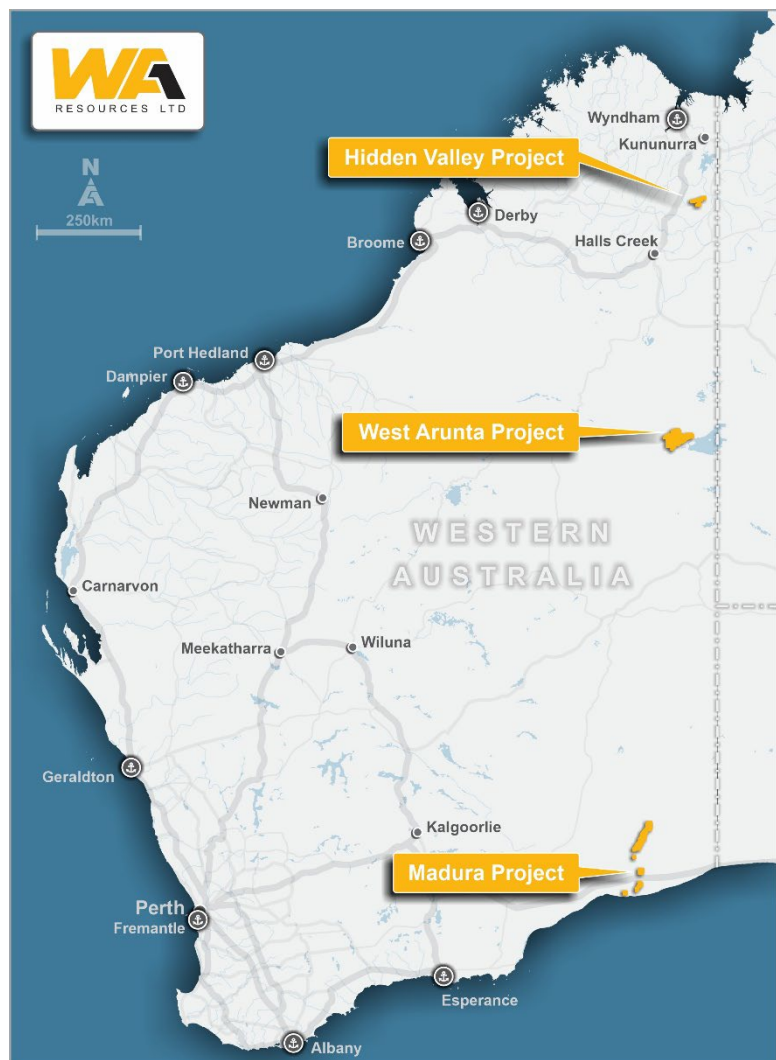 WA
RESOURCES LTD
N
250km
Wyndham
Kununurra
Hidden Valley Project
Derby
Broome
Halls Creek
Port Hedland
Dampier
West Arunta Project
Newman
WESTERN
AUSTRALIA
Carnarvon
Meekatharra
Wiluna
Geraldton
Kalgoorlie
Madura Project
Perth
Fremantle
Esperance
Albany